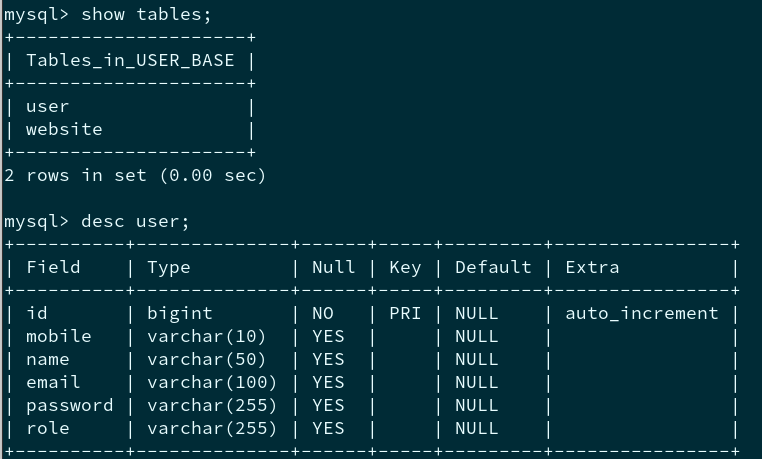 mysql> show tables;
+---------------------+
| Tables_in_USER_BASE |
+---------------------+
| user                |
| website             |
+---------------------+
2 rows in set (0.00 sec)

mysql> desc user;
+----------+--------------+------+-----+---------+----------------+
| Field    | Type         | Null | Key | Default | Extra          |
+----------+--------------+------+-----+---------+----------------+
| id       | bigint       | NO   | PRI | NULL    | auto_increment |
| mobile   | varchar(10)  | YES  |     | NULL    |                |
| name     | varchar(50)  | YES  |     | NULL    |                |
| email    | varchar(100) | YES  |     | NULL    |                |
| password | varchar(255) | YES  |     | NULL    |                |
| role     | varchar(255) | YES  |     | NULL    |                |
+----------+--------------+------+-----+---------+----------------+